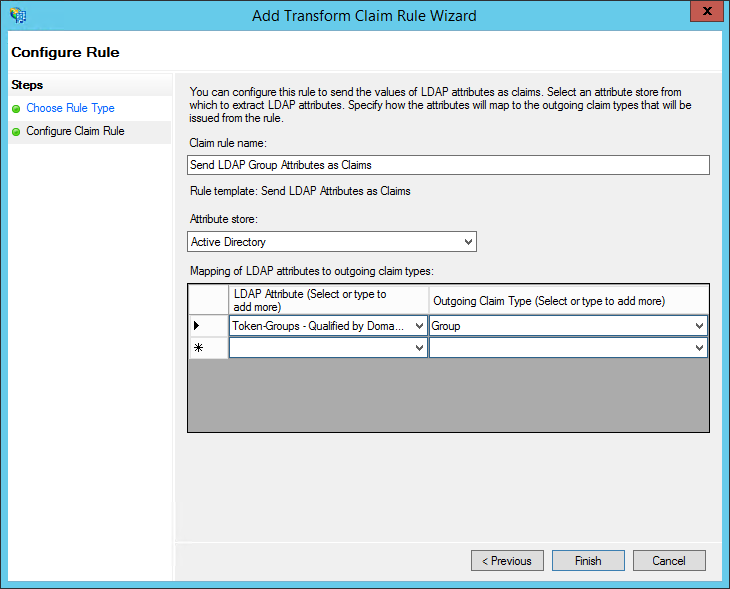 Add Transform Claim Rule Wizard
X
Configure Rule
Steps
Choose Rule Type
Configure Claim Rule
You can configure this rule to send the values of LDAP attributes as claims. Select an attribute store from
which to extract LDAP attributes. Specify how the attributes will map to the outgoing claim types that will be
issued from the rule.
Claim rule name:
Send LDAP Group Attributes as Claims
Rule template: Send LDAP Attributes as Claims
Attribute store:
Active Directory
Mapping of LDAP attributes to outgoing claim types:
LDAP Attribute (Select or type to
add more)
Outgoing Claim Type (Select or type to add more)
Token-Groups - Qualified by Doma...
Group
*
< Previous
Finish
Cancel